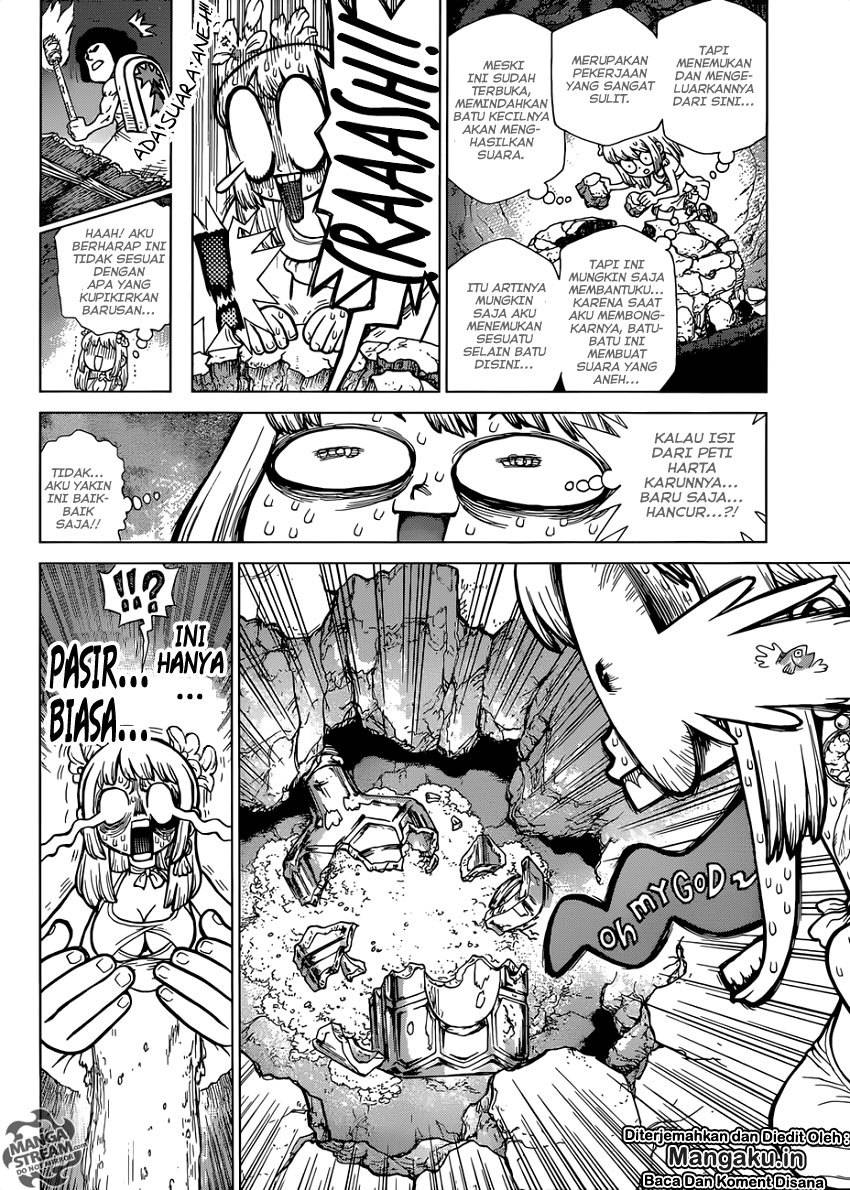 TAPI
MENEMUKAN
DAN MENGE-
LUARKANNYA
DARI SINI...
MERUPAKAN
PEKERJAAN
YANG SANGAT
SULIT.
MESKI
INI SUDAH
TERBUKA,
MEMINDAHKAN
BATU KECILNYA
AKAN MENG-
HASILKAN
SUARA.
TAPI INI
MUNGKIN SAJA
MEMBANTUKU...
KARENA SAAT
AKU MEMBONG-
KARNYA, BATU-
BATU INI
MEMBUAT
SUARA YANG
ANEH...
ITU ARTINYA
MUNGKIN
SAJA AKU
MENEMUKAN
SESUATU
SELAIN BATU
DISINI...
(RAAASH!!
ADA SUARA ANEH!!
HAAH! AKU
BERHARAP INI
TIDAK SESUAI
DENGAN
APA YANG
KUPIKIRKAN
BARUSAN...
KALAU ISI
DARI PETI
HARTA
KARUNNYA...
BARU SAJA...
HANCUR...?!
TIDAK...
AKU YAKIN
INI BAIK-
BAIK
SAJA!!
Oh MY GOD~
!!?
INI
HANYA
...
PASIR...
BIASA...
MANGA
STREAM.com
DO NOT MIRROR!
Diterjemahkan dan Diedit Oleh :
Mangaku.in
Baca Dan Koment Disana